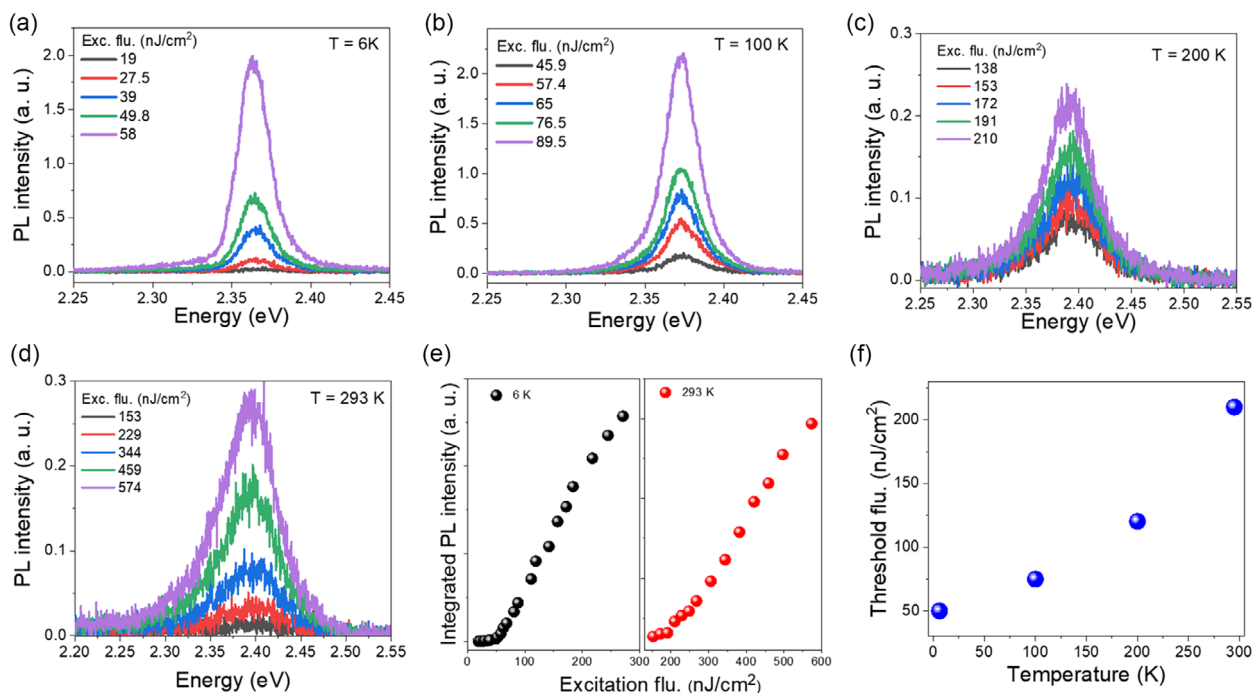 (a)
Exc. flu. (nJ/cm²)
T = 6K
19
27.5
39
49.8
58
2.0
1.5
1.0
0.5
0.0
PL intensity (a. u.)
2.25
2.30
2.35
2.40
2.45
Energy (eV)
(b)
Exc. flu. (nJ/cm²)
T = 100 K
45.9
57.4
65
76.5
89.5
2.0
1.5
1.0
0.5
0.0
PL intensity (a. u.)
2.25
2.30
2.35
2.40
2.45
Energy (eV)
(c)
Exc. flu. (nJ/cm²)
T = 200 K
138
153
172
191
210
0.3
0.2
0.1
0.0
PL intensity (a. u.)
2.25
2.30
2.35
2.40
2.45
2.50
2.55
Energy (eV)
(d)
Exc. flu. (nJ/cm²)
T = 293 K
153
229
344
459
574
0.3
0.2
0.1
0.0
PL intensity (a. u.)
2.20
2.25
2.30
2.35
2.40
2.45
2.50
2.55
Energy (eV)
(e)
6 K
293 K
Integrated PL intensity (a. u.)
0
100
200
300
200
300
400
500
600
Excitation flu. (nJ/cm²)
(f)
200
150
100
50
Threshold flu. (nJ/cm²)
0
50
100
150
200
250
300
Temperature (K)